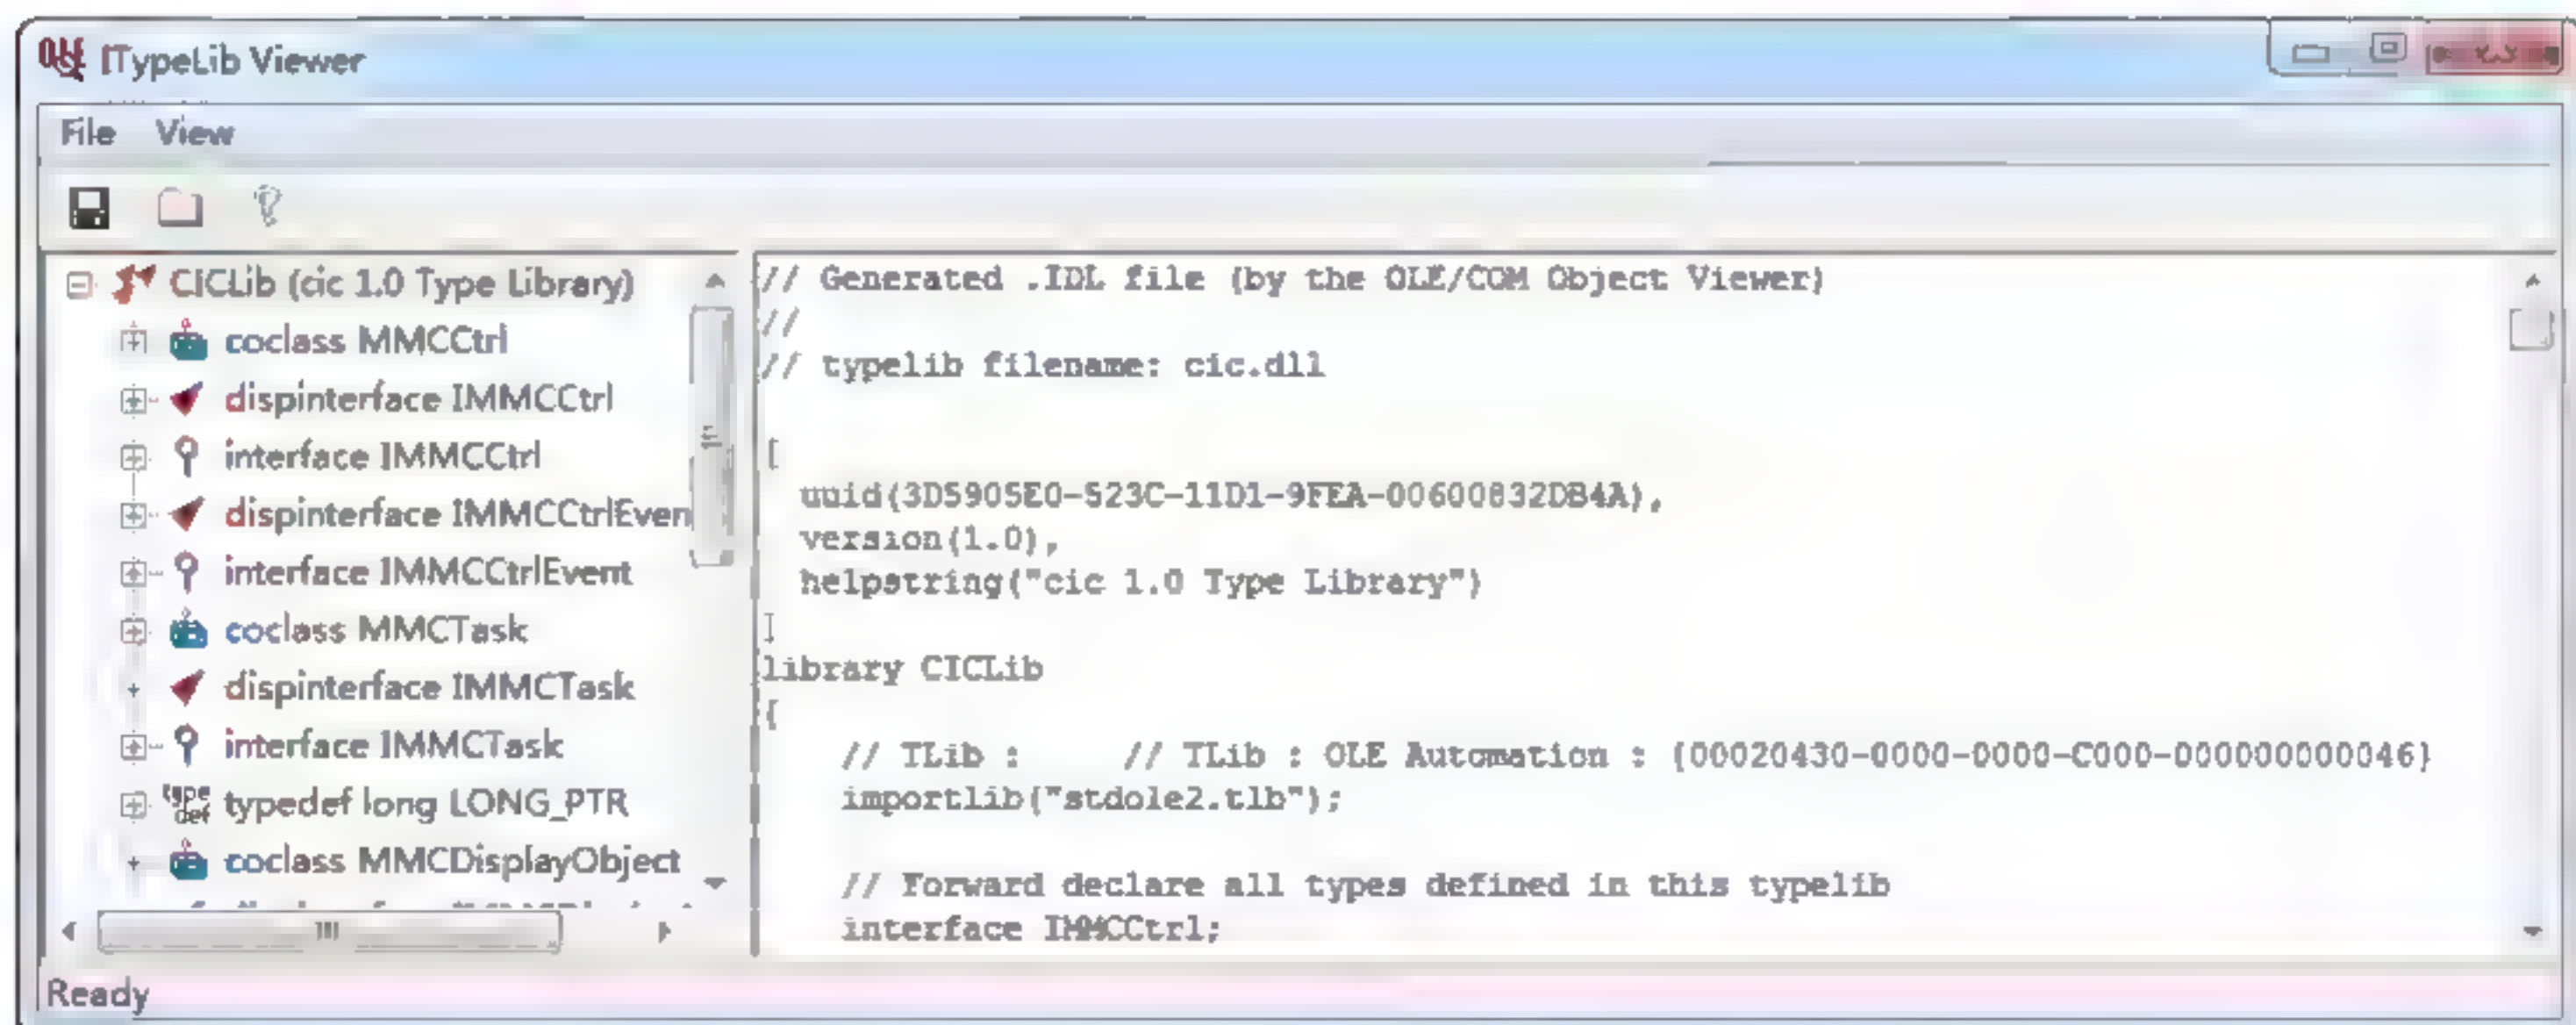 ITypeLib Viewer
File View
CICLib (cic 1.0 Type Library)
coclass MMCCtrl
dispinterface IMMCCtrl
interface IMMCCtrl
dispinterface IMMCCtrlEven
interface IMMCCtrlEvent
coclass MMCTask
dispinterface IMMCTask
interface IMMCTask
type def typedef long LONG_PTR
coclass MMCDisplayObject
// Generated .IDL file (by the OLE/COM Object Viewer)
//
// typelib filename: cic.dll
[
uuid(3D5905E0-523C-11D1-9FEA-00600832DB4A),
version(1.0),
helpstring("cic 1.0 Type Library")
]
library CICLib
{
// TLib : // TLib : OLE Automation : {00020430-0000-0000-C000-000000000046}
importlib("stdole2.tlb");
// Forward declare all types defined in this typelib
interface IMMCCtrl;
Ready